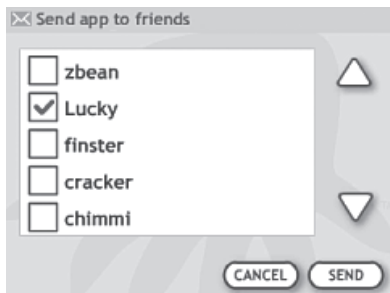 Send app to friends
zbean
Lucky
finster
cracker
chimmi
CANCEL SEND